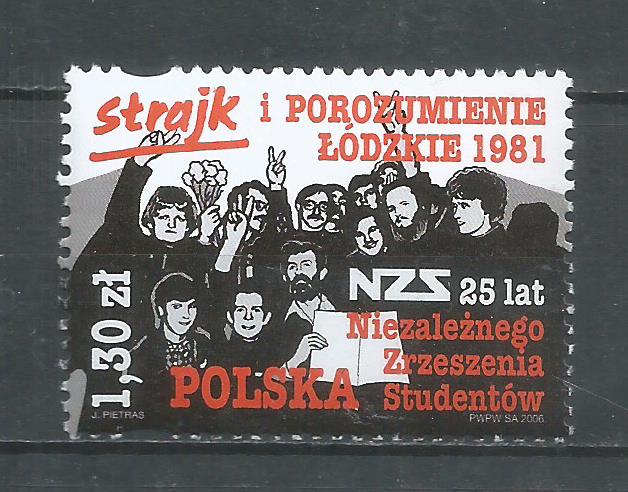 strajk i POROZUMIENIE
ŁÓDZKIE 1981
NZS 25 lat
Niezależnego
Zrzeszenia
Studentów
POLSKA
1,30 zł
J. PIETRAS
PWPW SA 2006